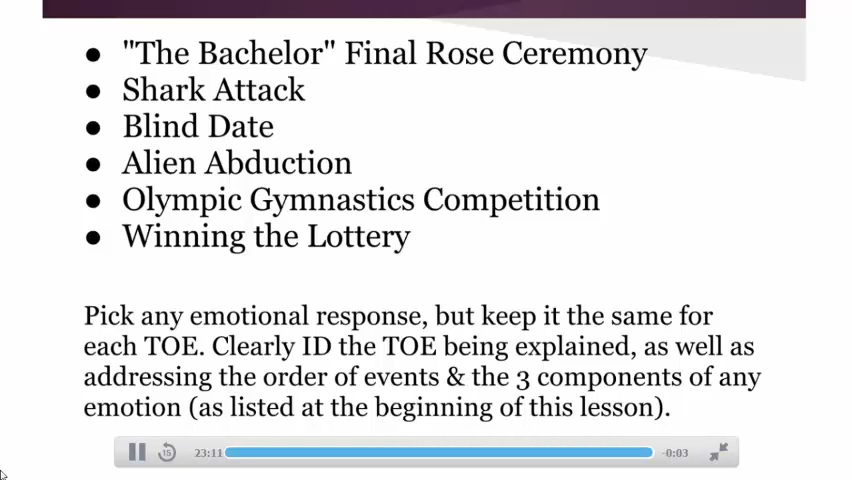 ● "The Bachelor" Final Rose Ceremony
● Shark Attack
● Blind Date
● Alien Abduction
● Olympic Gymnastics Competition
● Winning the Lottery
Pick any emotional response, but keep it the same for
each TOE. Clearly ID the TOE being explained, as well as
addressing the order of events & the 3 components of any
emotion (as listed at the beginning of this lesson).
15 23:11 -0:03